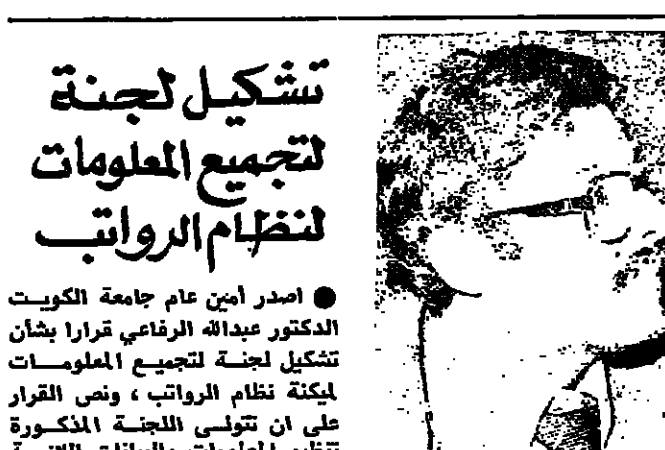 تشكيل لجنة
لتجميع المعلومات
لنظام الرواتب
● اصدر أمين عام جامعة الكويت
الدكتور عبدالله الرفاعي قرارا بشأن
تشكيل لجنة لتجميع المعلومات
لميكنة نظام الرواتب ، ونص القرار
على ان تتولى اللجنة المذكورة